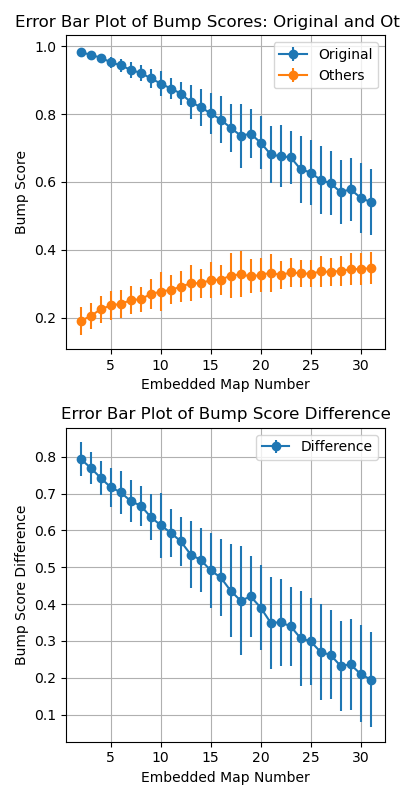 Error Bar Plot of Bump Scores: Original and Ot
1.0
0.8
0.6
0.4
0.2
Bump Score
Original
Others
5 10 15 20 25 30
Embedded Map Number
Error Bar Plot of Bump Score Difference
0.8
0.7
0.6
0.5
0.4
0.3
0.2
0.1
Bump Score Difference
Difference
5 10 15 20 25 30
Embedded Map Number